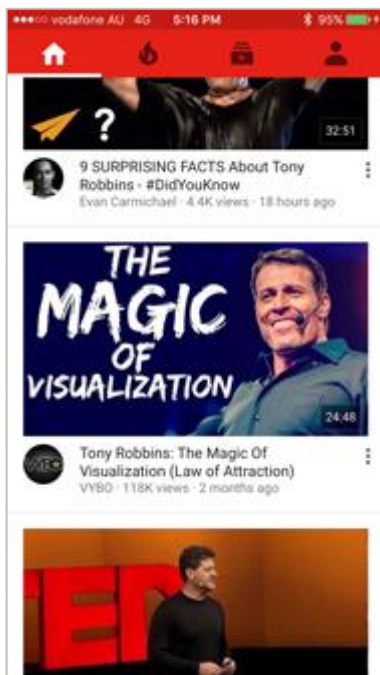 vodafone AU 4G 5:16 PM 95%
?
32:51
9 SURPRISING FACTS About Tony
Robbins - #DidYouKnow
Evan Carmichael · 4.4K views · 18 hours ago
THE
MAGIC
OF
VISUALIZATION
24:48
VYBO
Tony Robbins: The Magic Of
Visualization (Law of Attraction)
VYBO · 118K views · 2 months ago
TED